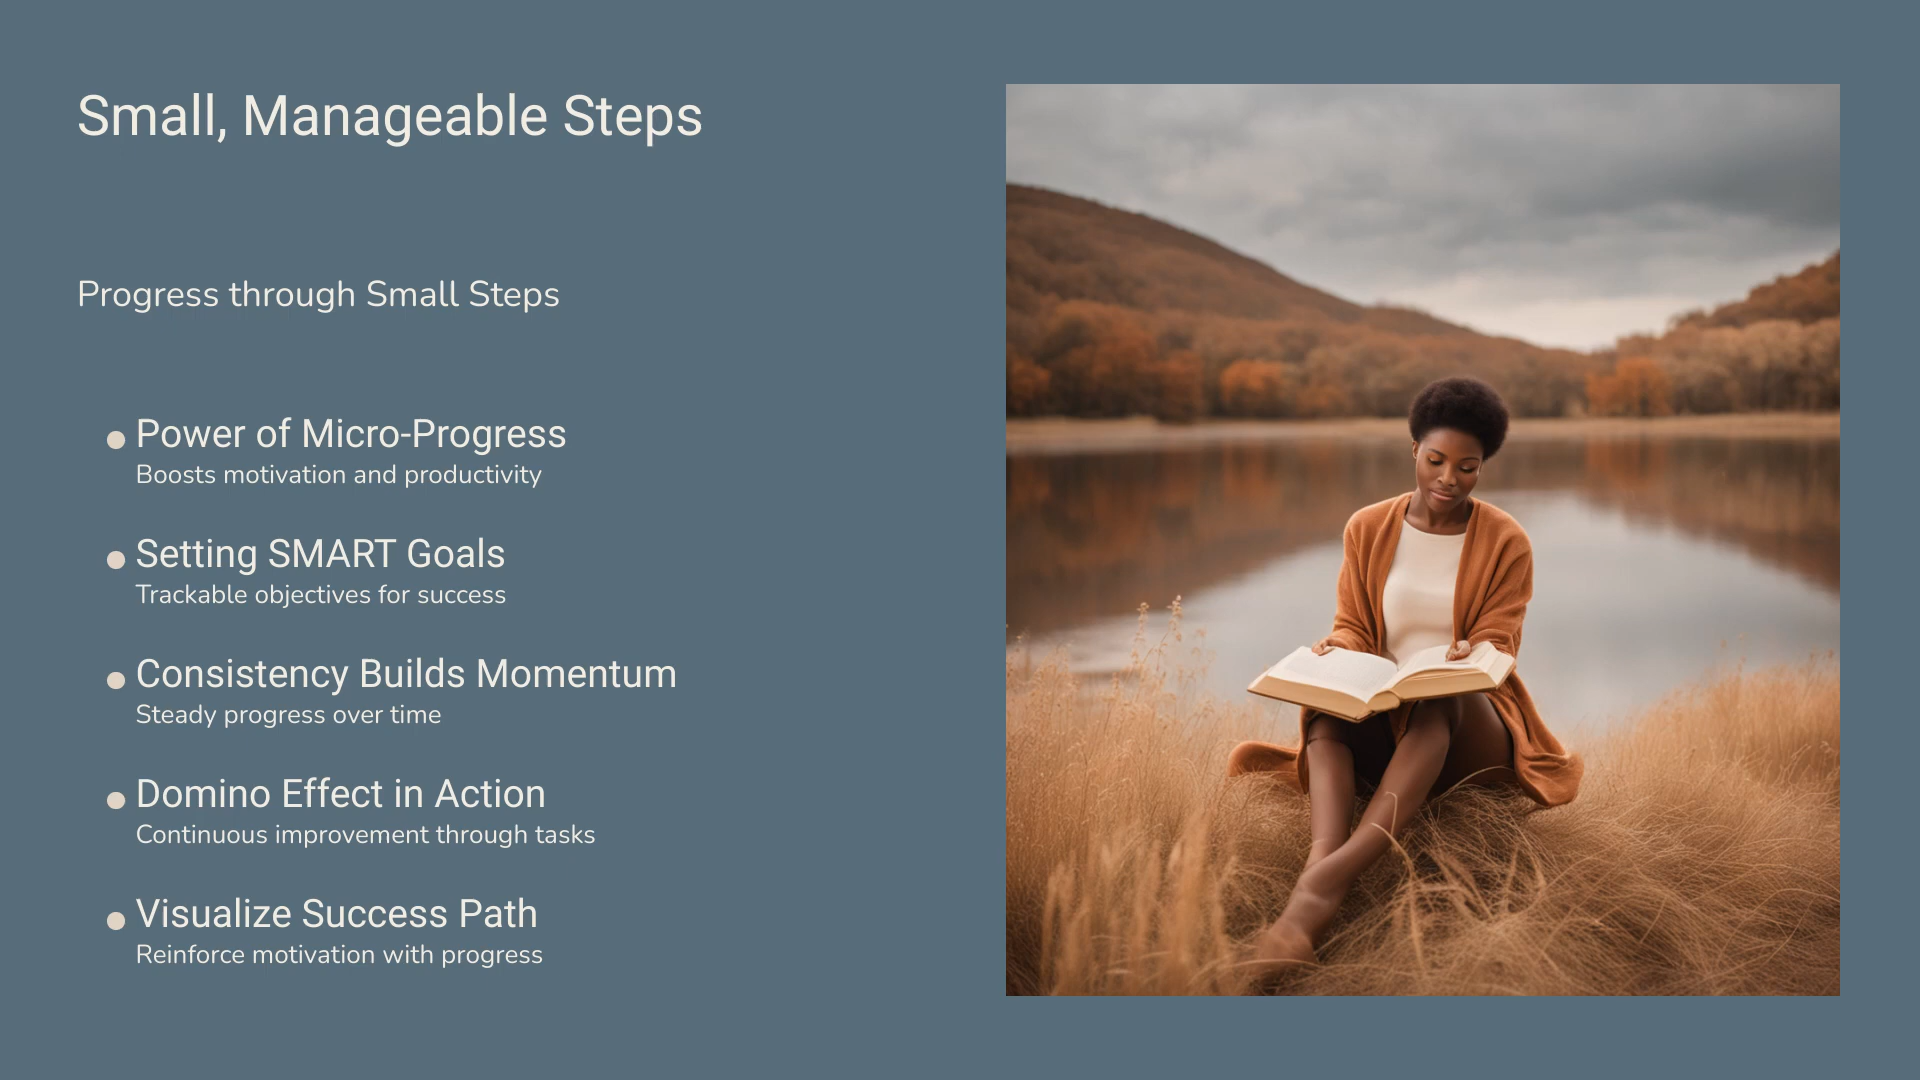 Small, Manageable Steps
Progress through Small Steps
Power of Micro-Progress
Boosts motivation and productivity
Setting SMART Goals
Trackable objectives for success
Consistency Builds Momentum
Steady progress over time
Domino Effect in Action
Continuous improvement through tasks
Visualize Success Path
Reinforce motivation with progress